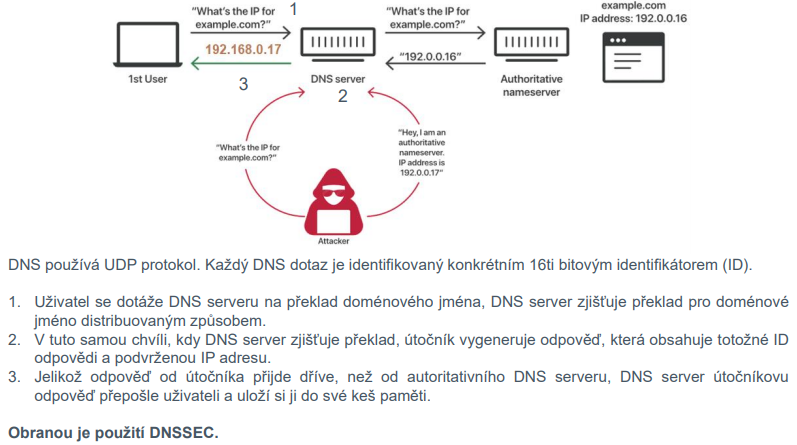 "What's the IP for
example.com?"
1
192.168.0.17
1st User
3
DNS server
2
"What's the IP for
example.com?"
"192.0.0.16"
Authoritative
nameserver
example.com
IP address: 192.0.0.16
"What's the IP for
example.com?"
"Hey, I am an
authoritative
nameserver.
IP address is
192.0.0.17"
Attacker
DNS používá UDP protokol. Každý DNS dotaz je identifikovaný konkrétním 16ti bitovým identifikátorem (ID).
1. Uživatel se dotáže DNS serveru na překlad doménového jména, DNS server zjišťuje překlad pro doménové
jméno distribuovaným způsobem.
2. V tuto samou chvíli, kdy DNS server zjišťuje překlad, útočník vygeneruje odpověď, která obsahuje totožné ID
odpovědi a podvrženou IP adresu.
3. Jelikož odpověď od útočníka přijde dříve, než od autoritativního DNS serveru, DNS server útočníkovu
odpověď přepošle uživateli a uloží si ji do své keš paměti.
Obranou je použití DNSSEC.